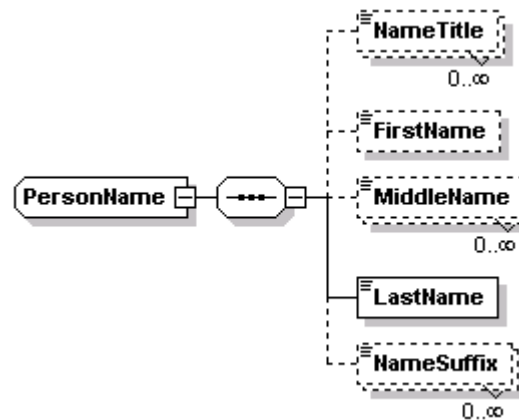 NameTitle
0..∞
FirstName
PersonName
MiddleName
0..∞
LastName
NameSuffix
0..∞